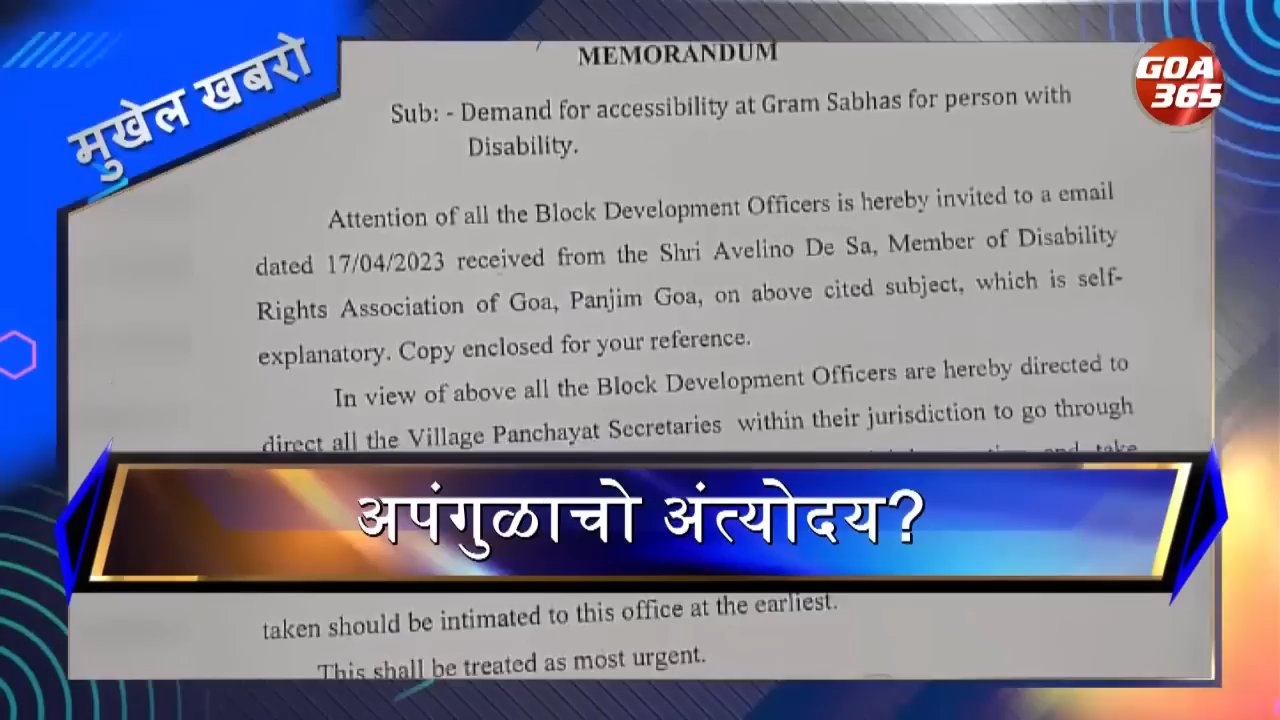 मुखेल खबरो
GOA
365
MEMORANDUM
Sub: - Demand for accessibility at Gram Sabhas for person with
Disability.
Attention of all the Block Development Officers is hereby invited to a email
dated 17/04/2023 received from the Shri Avelino De Sa, Member of Disability
Rights Association of Goa, Panjim Goa, on above cited subject, which is self-
explanatory. Copy enclosed for your reference.
In view of above all the Block Development Officers are hereby directed to
direct all the Village Panchayat Secretaries within their jurisdiction to go through
and take
अपंगुळाचो अंत्योदय?
taken should be intimated to this office at the earliest.
This shall be treated as most urgent.